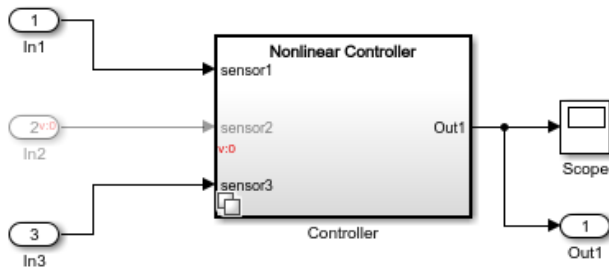 1
In1
2
v:0
In2
3
In3
Nonlinear Controller
sensor1
sensor2
v:0
sensor3
Out1
Controller
Scope
1
Out1